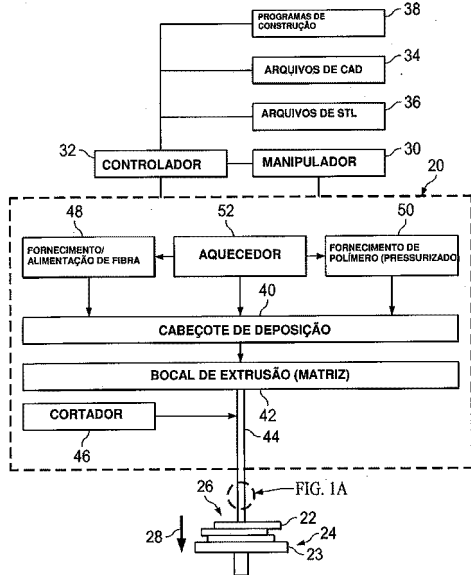 PROGRAMAS DE
CONSTRUÇÃO
38
ARQUIVOS DE CAD
34
ARQUIVOS DE STL
36
32
CONTROLADOR
MANIPULADOR
30
20
48
52
50
FORNECIMENTO/
ALIMENTAÇÃO DE FIBRA
AQUECEDOR
FORNECIMENTO DE
POLÍMERO (PRESSURIZADO)
40
CABEÇOTE DE DEPOSIÇÃO
BOCAL DE EXTRUSÃO (MATRIZ)
42
CORTADOR
44
46
FIG. 1A
26
22
28
24
23